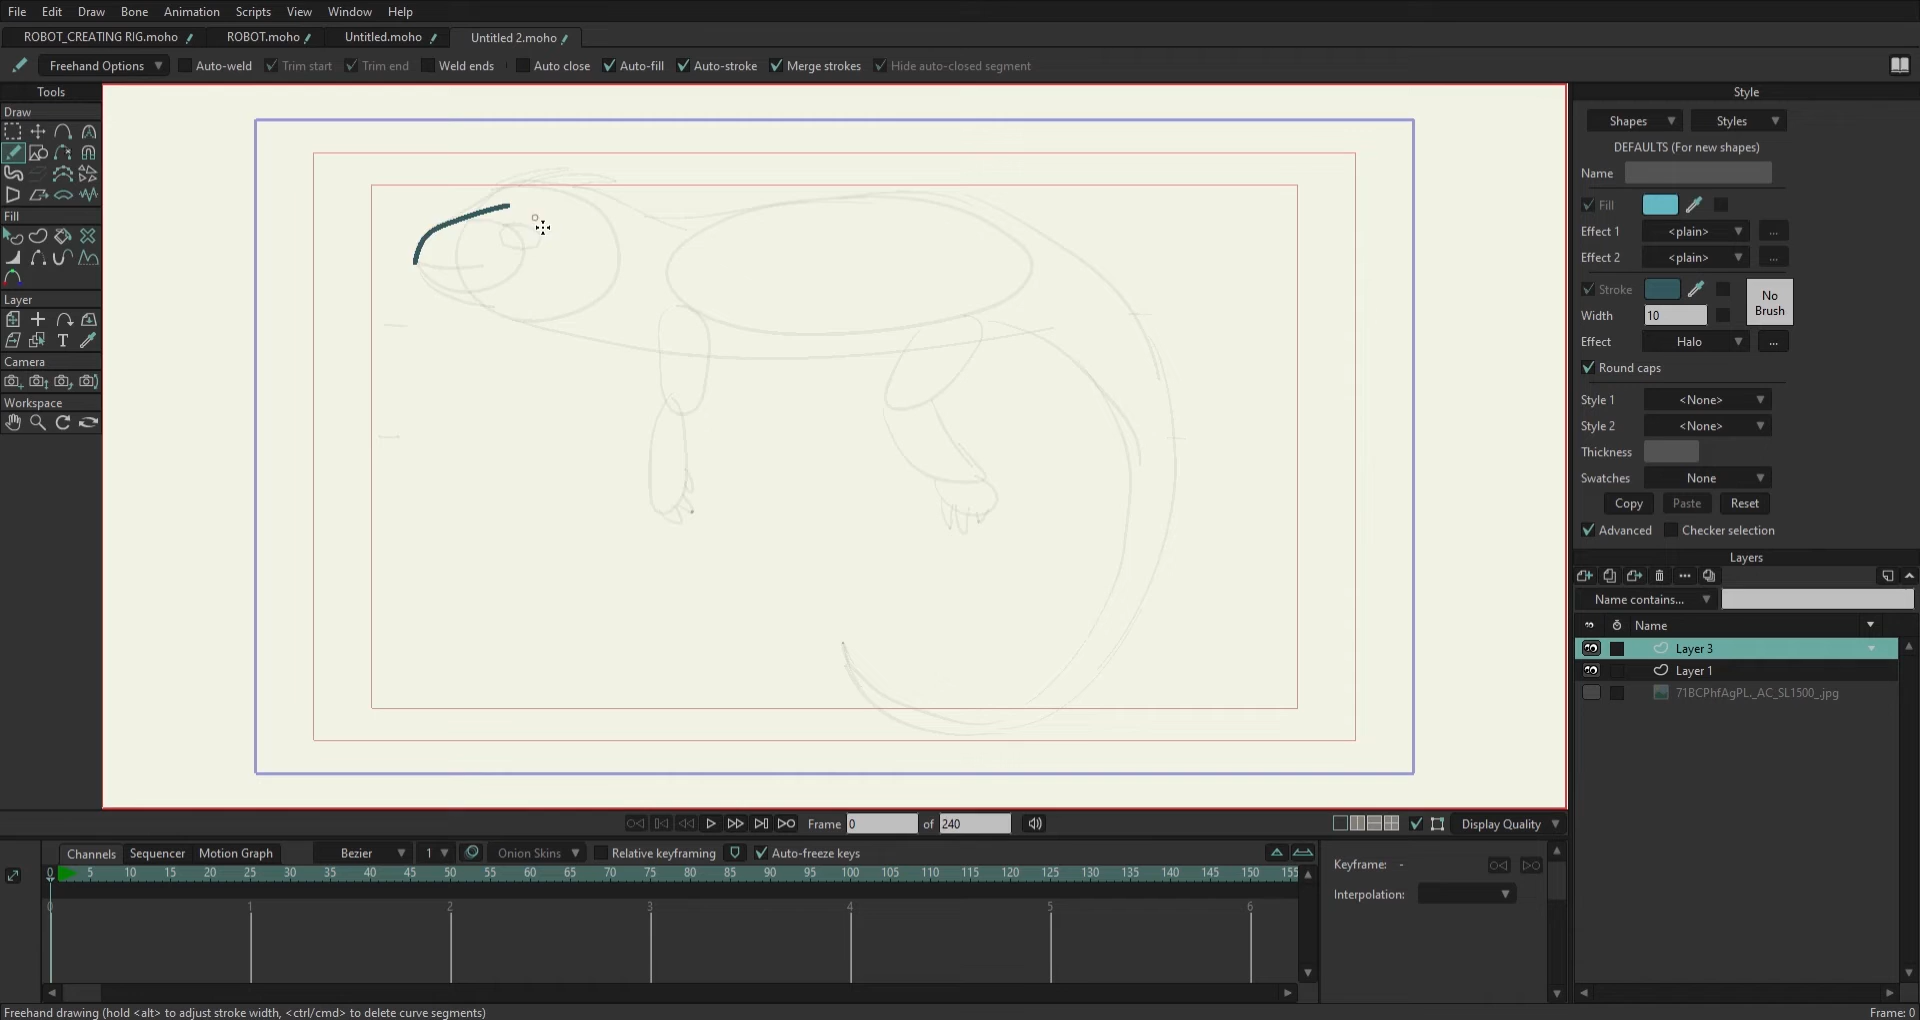 File Edit Draw Bone Animation Scripts View Window Help
ROBOT_CREATING RIG.moho ROBOT.moho Untitled.moho Untitled 2.moho
Freehand Options Auto-weld Trim start Trim end Weld ends Auto close Auto-fill Auto-stroke Merge strokes Hide auto-closed segment
Tools
Draw
Fill
Layer
Camera
Workspace
Style
Shapes Styles
DEFAULTS (For new shapes)
Name
Fill
Effect 1 <plain> ...
Effect 2 <plain> ...
Stroke
No
Brush
Width 10
Effect Halo ...
Round caps
Style 1 <None>
Style 2 <None>
Thickness
Swatches None
Copy Paste Reset
Advanced Checker selection
Layers
Name contains...
Name
Layer 3
Layer 1
71BCPhfAgPL._AC_SL1500_.jpg
Frame 0 of 240 Display Quality
Channels Sequencer Motion Graph Bezier 1 Onion Skins Relative keyframing Auto-freeze keys
0 5 10 15 20 25 30 35 40 45 50 55 60 65 70 75 80 85 90 95 100 105 110 115 120 125 130 135 140 145 150 155
0 1 2 3 4 5 6
Keyframe: -
Interpolation:
Freehand drawing (hold <alt> to adjust stroke width, <ctrl/cmd> to delete curve segments) Frame: 0